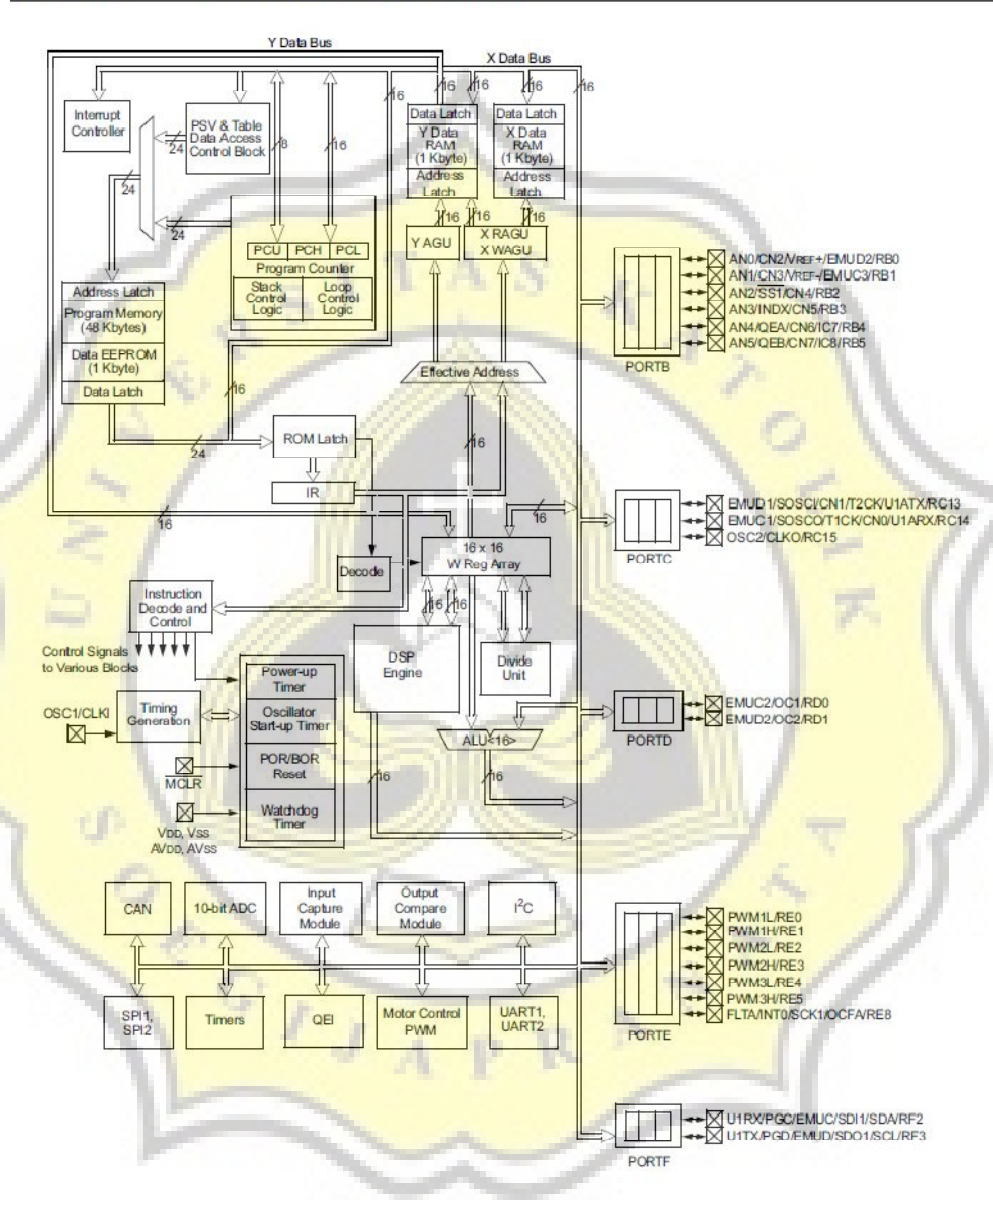 Y Data Bus
X Data Bus
16
16
16
16
16
Interrupt
Controller
PSV & Table
Data Access
Control Block
8
16
24
24
24
Data Latch
Y Data
RAM
(1 Kbyte)
Address
Latch
Data Latch
X Data
RAM
(1 Kbyte)
Address
Latch
16
16
16
Y AGU
X RAGU
X WAGU
PCU PCH PCL
Program Counter
Stack
Control
Logic
Loop
Control
Logic
Address Latch
Program Memory
(48 Kbytes)
Data EEPROM
(1 Kbyte)
Data Latch
16
24
Effective Address
16
ROM Latch
IR
16
16
Decode
16 x 16
W Reg Array
16
16
Instruction
Decode and
Control
Control Signals
to Various Blocks
DSP
Engine
Divide
Unit
OSC1/CLKI
Timing
Generation
Power-up
Timer
Oscillator
Start-up Timer
POR/BOR
Reset
Watchdog
Timer
MCLR
VDD, VSS
AVDD, AVSS
ALU<16>
16
16
CAN
10-bit ADC
Input
Capture
Module
Output
Compare
Module
I²C
SPI1,
SPI2
Timers
QEI
Motor Control
PWM
UART1,
UART2
AN0/CN2/VREF+/EMUD2/RB0
AN1/CN3/VREF-/EMUC3/RB1
AN2/SS1/CN4/RB2
AN3/INDX/CN5/RB3
AN4/QEA/CN6/IC7/RB4
AN5/QEB/CN7/IC8/RB5
PORTB
EMUD1/SOSCI/CN1/T2CK/U1ATX/RC13
EMUC1/SOSCO/T1CK/CN0/U1ARX/RC14
OSC2/CLKO/RC15
PORTC
EMUC2/OC1/RD0
EMUD2/OC2/RD1
PORTD
PWM1L/RE0
PWM1H/RE1
PWM2L/RE2
PWM2H/RE3
PWM3L/RE4
PWM3H/RE5
FLTA/INT0/SCK1/OCFA/RE8
PORTE
U1RX/PGC/EMUC/SDI1/SDA/RF2
U1TX/PGD/EMUD/SDO1/SCL/RF3
PORTF